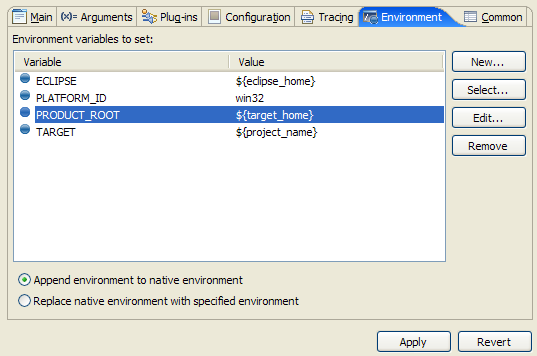 Main (x)= Arguments Plug-ins Configuration Tracing Environment Common
Environment variables to set:
Variable Value
ECLIPSE ${eclipse_home}
PLATFORM_ID win32
PRODUCT_ROOT ${target_home}
TARGET ${project_name}
New...
Select...
Edit...
Remove
Append environment to native environment
Replace native environment with specified environment
Apply Revert